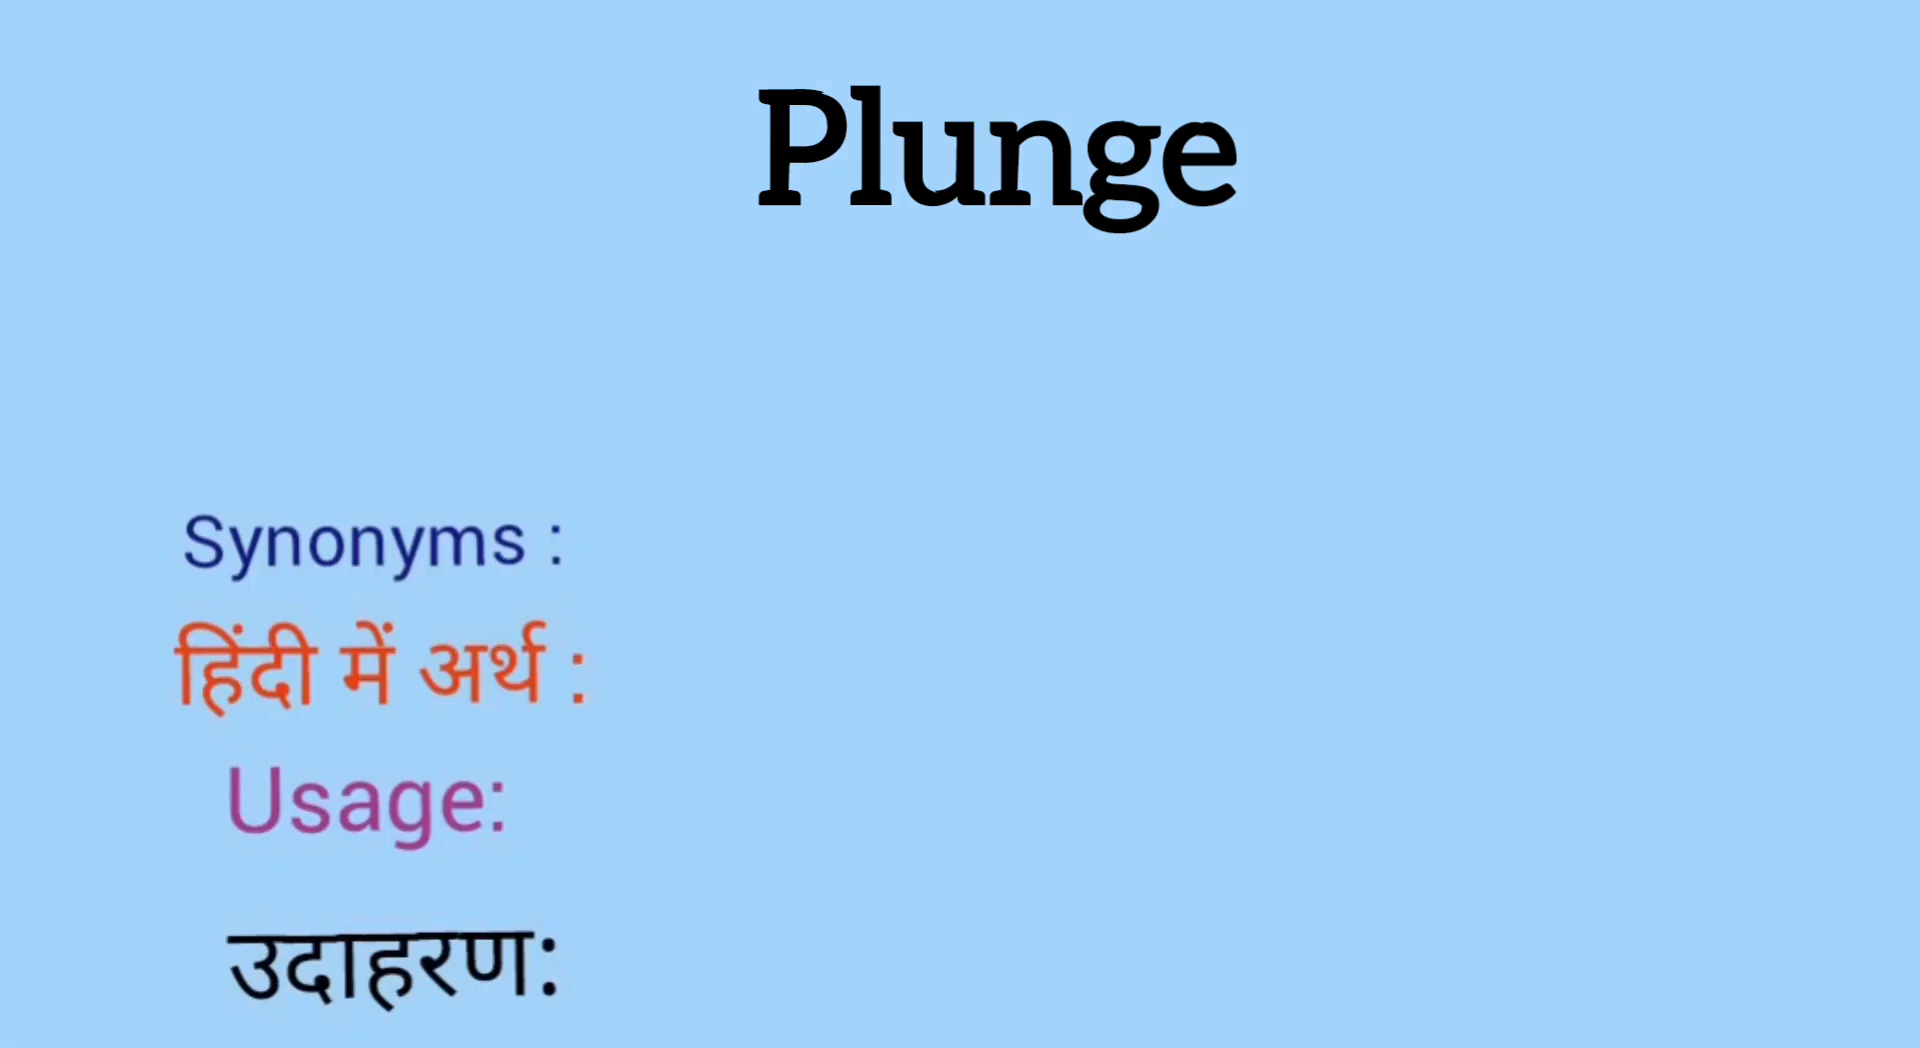 Plunge
Synonyms :
हिंदी में अर्थ :
Usage:
उदाहरण: